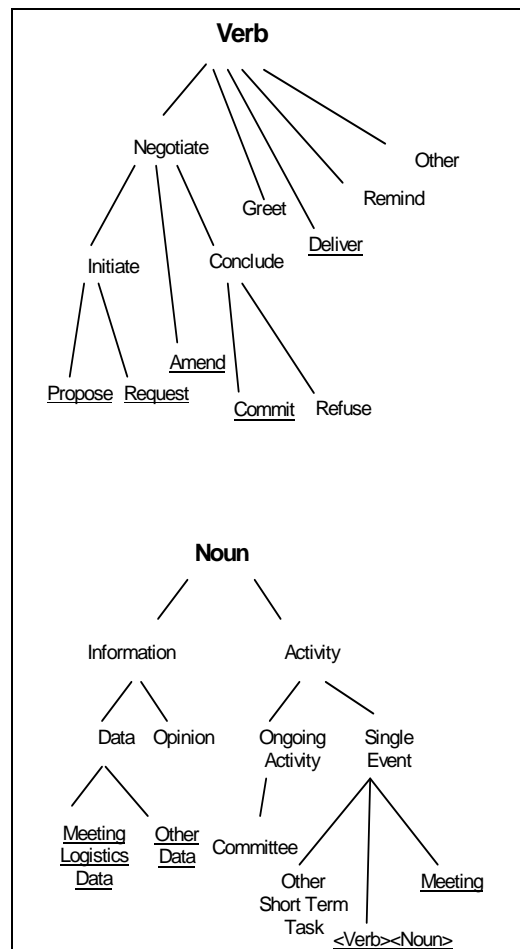 Verb
Negotiate
Other
Remind
Greet
Deliver
Initiate
Conclude
Amend
Propose
Request
Commit
Refuse
Noun
Information
Activity
Data
Opinion
Ongoing
Activity
Single
Event
Meeting
Logistics
Data
Other
Data
Committee
Other
Short Term
Task
<Verb><Noun>
Meeting